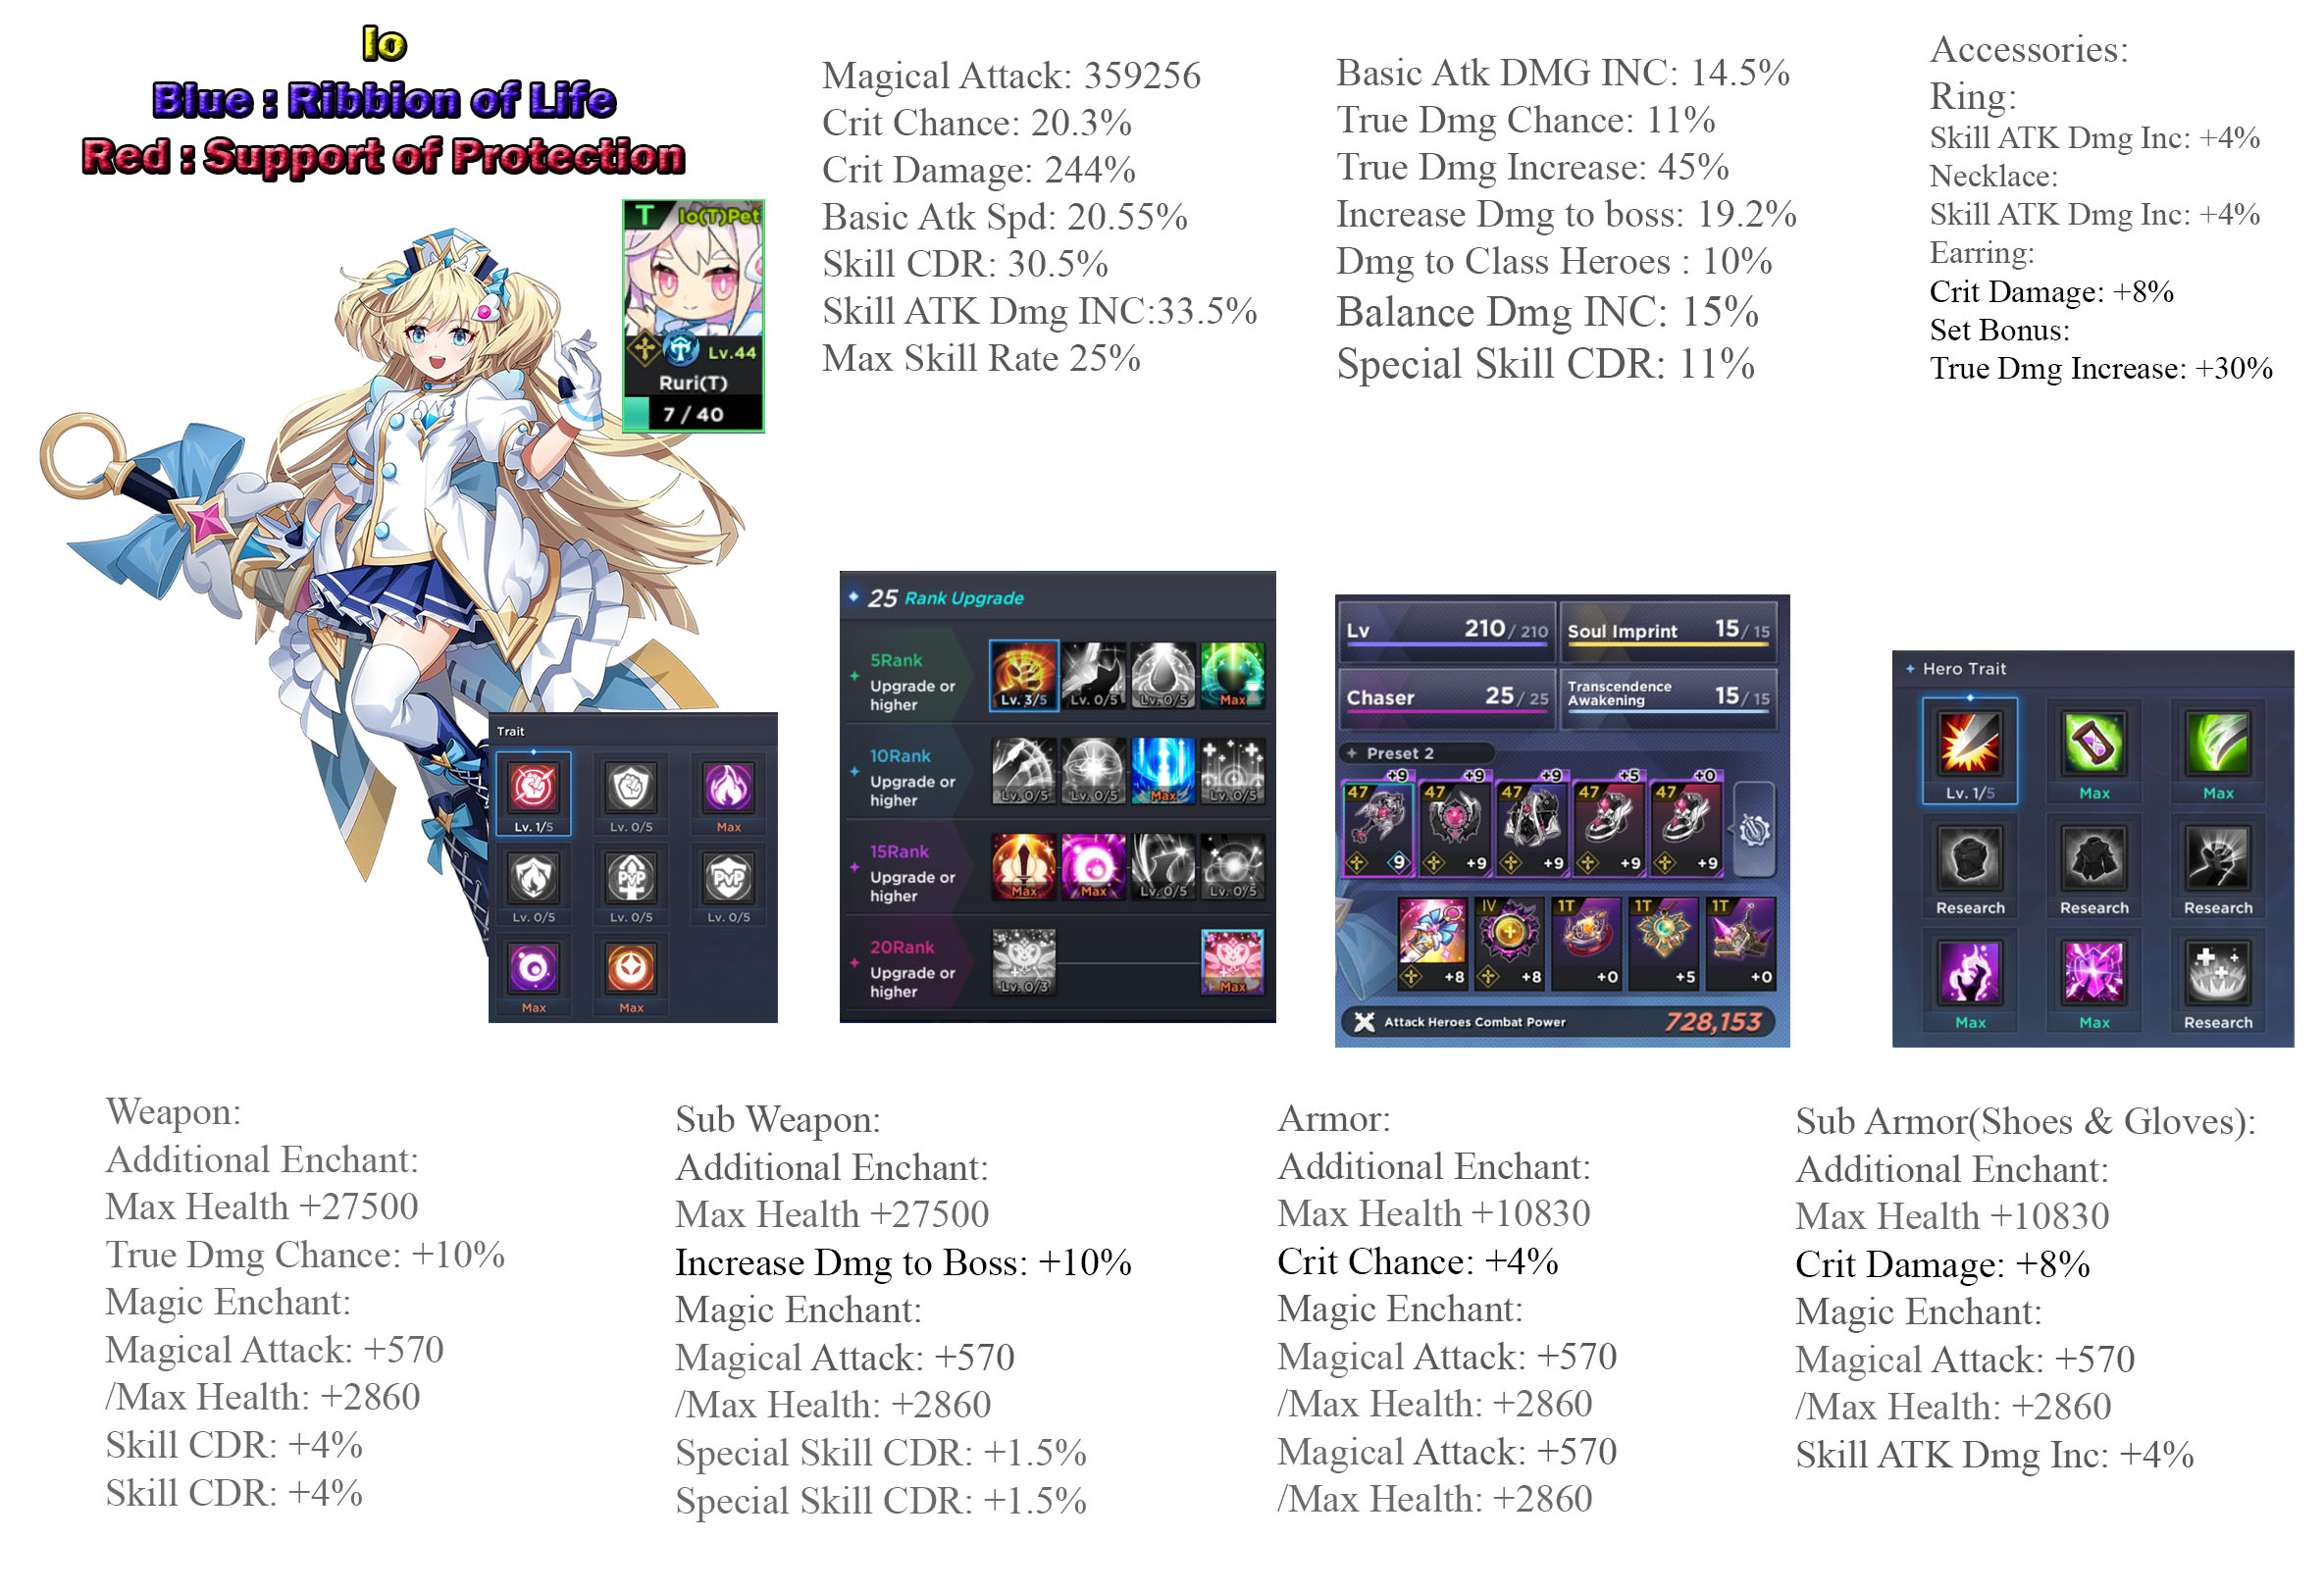 Io
Blue : Ribbion of Life
Red : Support of Protection
T Io(T)Pet
Lv.44
Ruri(T)
7 / 40
Magical Attack: 359256
Crit Chance: 20.3%
Crit Damage: 244%
Basic Atk Spd: 20.55%
Skill CDR: 30.5%
Skill ATK Dmg INC:33.5%
Max Skill Rate 25%
Basic Atk DMG INC: 14.5%
True Dmg Chance: 11%
True Dmg Increase: 45%
Increase Dmg to boss: 19.2%
Dmg to Class Heroes : 10%
Balance Dmg INC: 15%
Special Skill CDR: 11%
Accessories:
Ring:
Skill ATK Dmg Inc: +4%
Necklace:
Skill ATK Dmg Inc: +4%
Earring:
Crit Damage: +8%
Set Bonus:
True Dmg Increase: +30%
Trait
Lv. 1/5 Lv. 0/5 Max
Lv. 0/5 Lv. 0/5 Lv. 0/5
PvP PvP
Max Max
25 Rank Upgrade
5Rank
Upgrade or
higher
Lv. 3/5 Lv. 0/5 Lv. 0/5 Max
10Rank
Upgrade or
higher
Lv. 0/5 Lv. 0/5 Max Lv. 0/5
15Rank
Upgrade or
higher
Max Max Lv. 0/5 Lv. 0/5
20Rank
Upgrade or
higher
Lv. 0/3 Max
Lv 210 / 210 Soul Imprint 15 / 15
Chaser 25 / 25 Transcendence
Awakening 15 / 15
Preset 2
+9 +9 +9 +5 +0
47 47 47 47 47
9 +9 +9 +9 +9
IV 1T 1T 1T
+8 +8 +0 +5 +0
Attack Heroes Combat Power 728,153
Hero Trait
Lv. 1/5 Max Max
Research Research Research
Max Max Research
Weapon:
Additional Enchant:
Max Health +27500
True Dmg Chance: +10%
Magic Enchant:
Magical Attack: +570
/Max Health: +2860
Skill CDR: +4%
Skill CDR: +4%
Sub Weapon:
Additional Enchant:
Max Health +27500
Increase Dmg to Boss: +10%
Magic Enchant:
Magical Attack: +570
/Max Health: +2860
Special Skill CDR: +1.5%
Special Skill CDR: +1.5%
Armor:
Additional Enchant:
Max Health +10830
Crit Chance: +4%
Magic Enchant:
Magical Attack: +570
/Max Health: +2860
Magical Attack: +570
/Max Health: +2860
Sub Armor(Shoes & Gloves):
Additional Enchant:
Max Health +10830
Crit Damage: +8%
Magic Enchant:
Magical Attack: +570
/Max Health: +2860
Skill ATK Dmg Inc: +4%